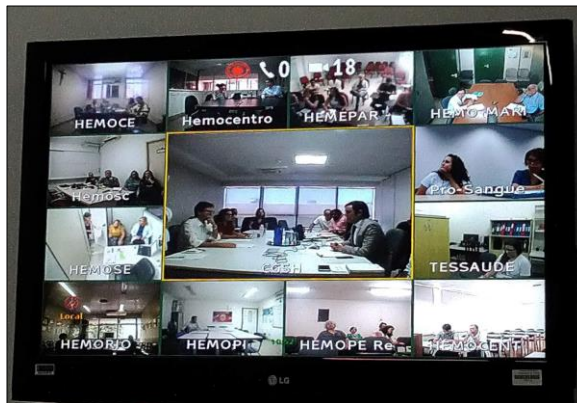 0 18
HEMOCE
Hemocentro
HEMEPAR
HEMO MARI
Hemosc
Pro-Sangue
HEMOSE
CGSH
TESSAUDE
Local
HEMORIO
HEMOPI
HEMOPE Re
HEMOCENT
LG